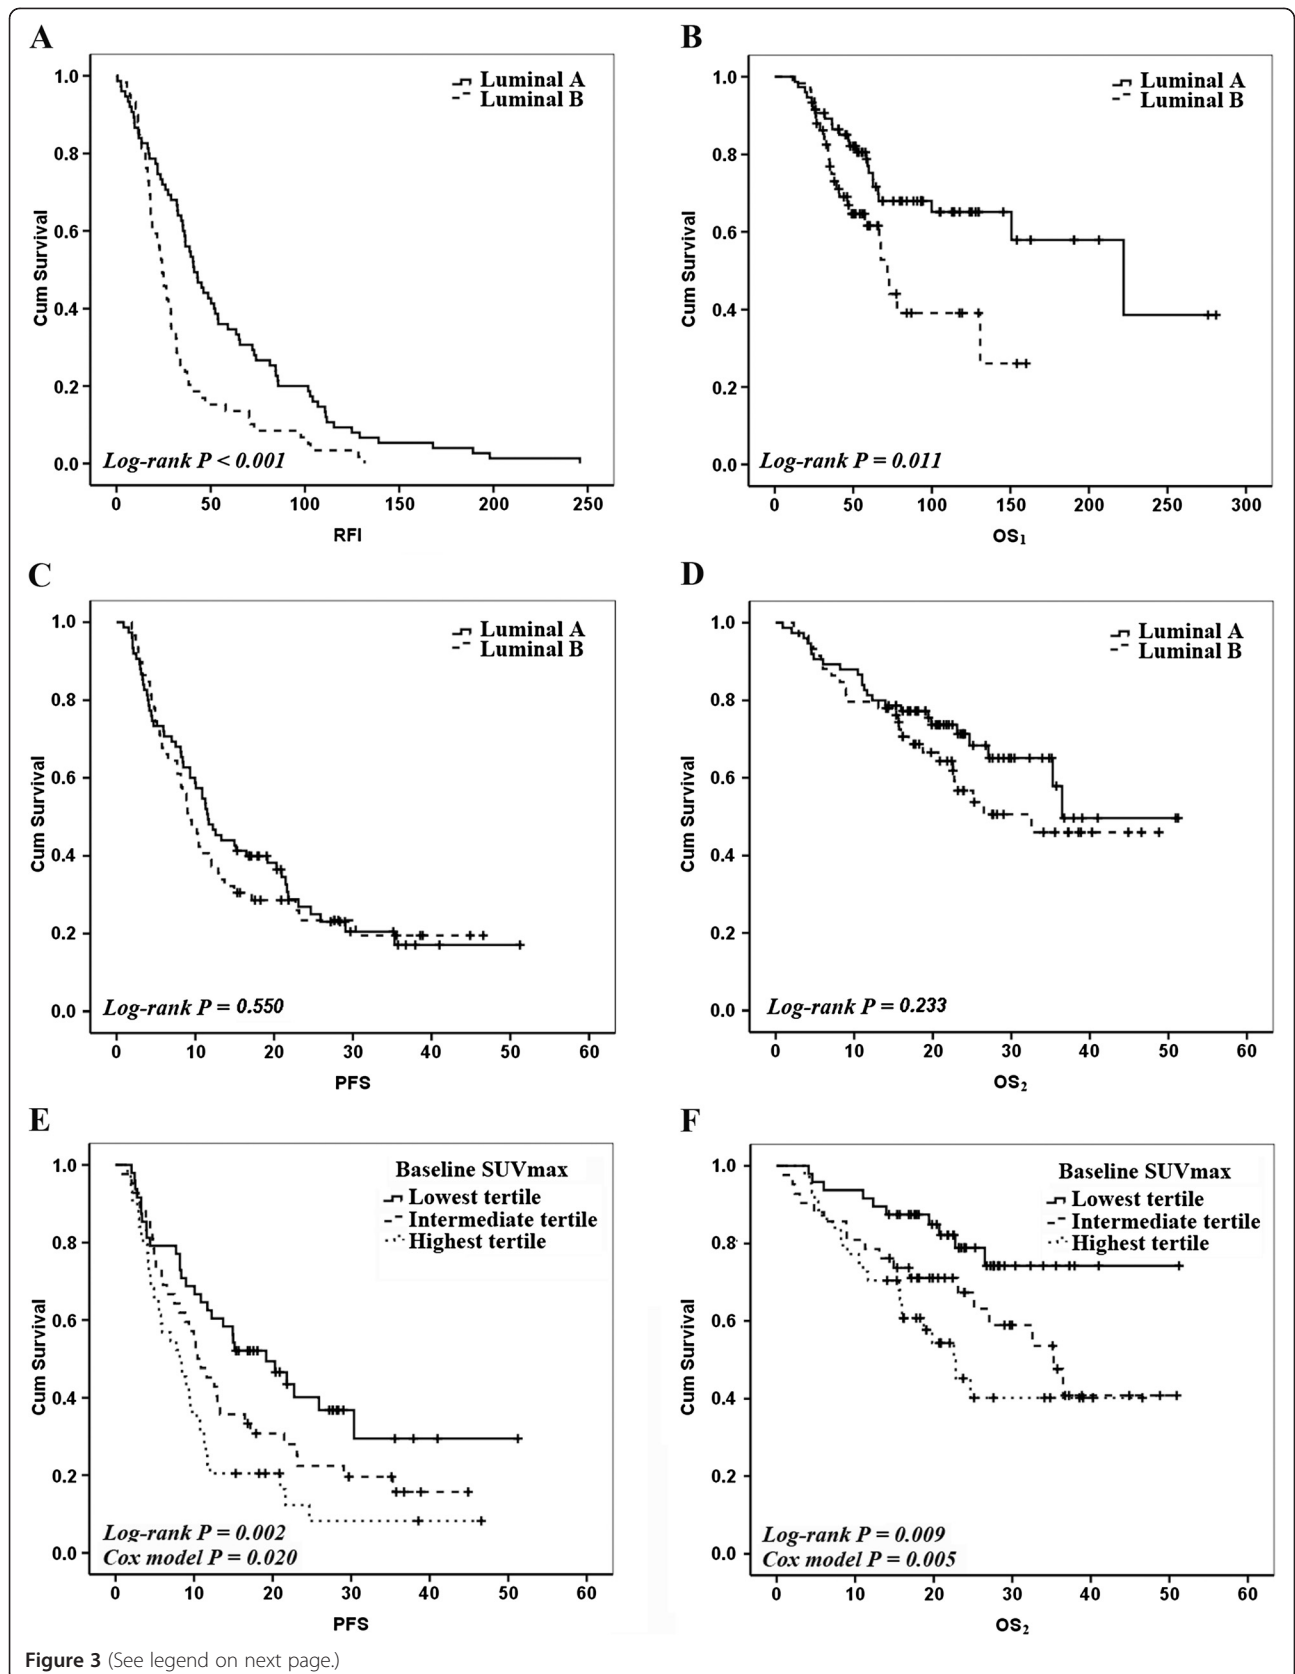 A
1.0
0.8
0.6
0.4
0.2
0.0
Cum Survival
Luminal A
Luminal B
Log-rank P < 0.001
0 50 100 150 200 250
RFI
B
1.0
0.8
0.6
0.4
0.2
0.0
Cum Survival
Luminal A
Luminal B
Log-rank P = 0.011
0 50 100 150 200 250 300
OS₁
C
1.0
0.8
0.6
0.4
0.2
0.0
Cum Survival
Luminal A
Luminal B
Log-rank P = 0.550
0 10 20 30 40 50 60
PFS
D
1.0
0.8
0.6
0.4
0.2
0.0
Cum Survival
Luminal A
Luminal B
Log-rank P = 0.233
0 10 20 30 40 50 60
OS₂
E
1.0
0.8
0.6
0.4
0.2
0.0
Cum Survival
Baseline SUVmax
Lowest tertile
Intermediate tertile
Highest tertile
Log-rank P = 0.002
Cox model P = 0.020
0 10 20 30 40 50 60
PFS
F
1.0
0.8
0.6
0.4
0.2
0.0
Cum Survival
Baseline SUVmax
Lowest tertile
Intermediate tertile
Highest tertile
Log-rank P = 0.009
Cox model P = 0.005
0 10 20 30 40 50 60
OS₂
Figure 3 (See legend on next page.)